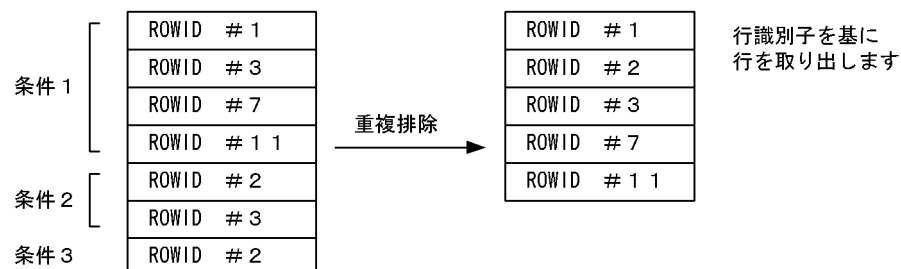 条件１
ROWID ＃１
ROWID ＃３
ROWID ＃７
ROWID ＃１１
条件２
ROWID ＃２
ROWID ＃３
条件３
ROWID ＃２
重複排除
ROWID ＃１
ROWID ＃２
ROWID ＃３
ROWID ＃７
ROWID ＃１１
行識別子を基に
行を取り出します